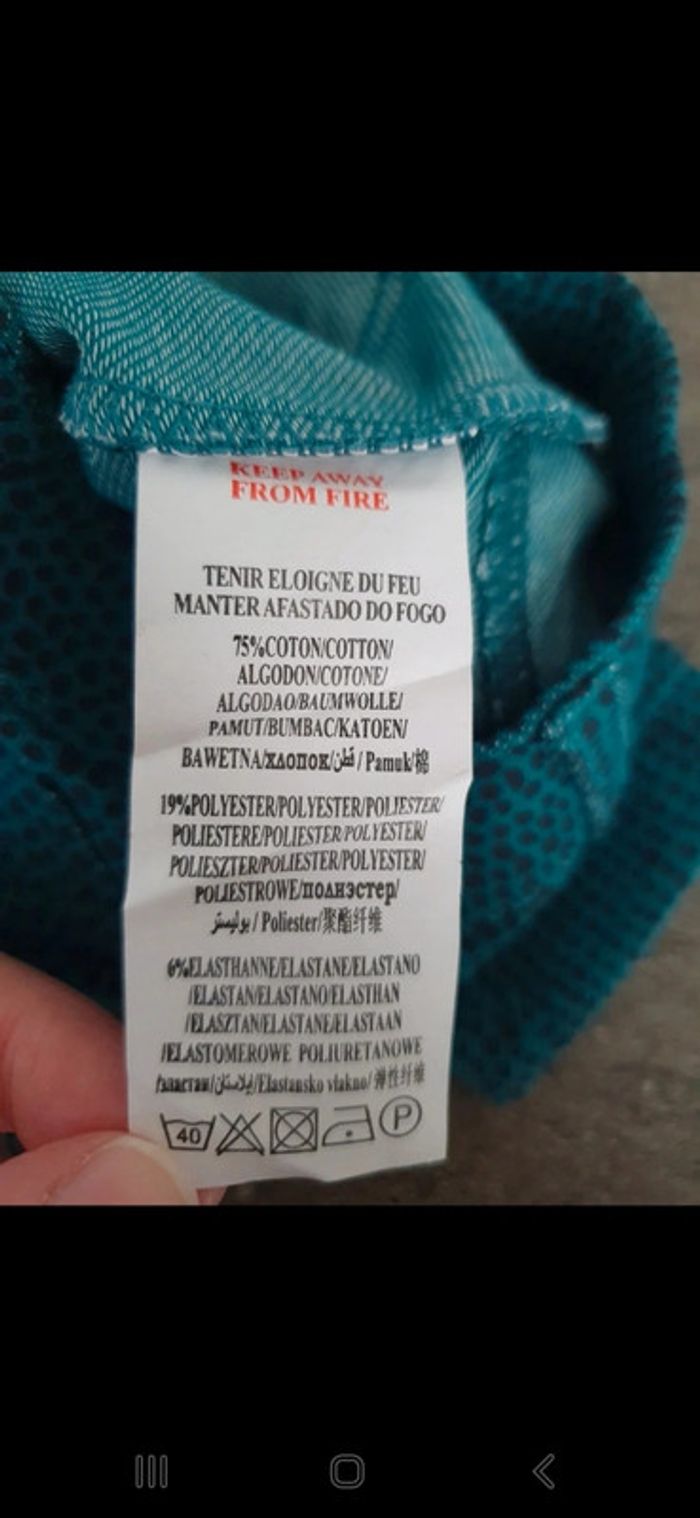 KEEP AWAY
FROM FIRE
TENIR ELOIGNE DU FEU
MANTER AFASTADO DO FOGO
75%COTON/COTTON/
ALGODON/COTONE/
ALGODAO/BAUMWOLLE/
PAMUT/BUMBAC/KATOEN/
BAWETNA/хлопок/قطن/Pamuk/棉
19%POLYESTER/POLYESTER/POLIESTER/
POLIESTERE/POLIESTER/POLYESTER/
POLIESZTER/POLIESTER/POLYESTER/
POLIESTROWE/полиэстер/
بوليستر/Poliester/聚酯纤维
6%ELASTHANNE/ELASTANE/ELASTANO
/ELASTAN/ELASTANO/ELASTHAN
/ELASZTAN/ELASTANE/ELASTAAN
/ELASTOMEROWE POLIURETANOWE
/эластан/إيلاستان/Elastansko vlakno/弹性纤维
40 P